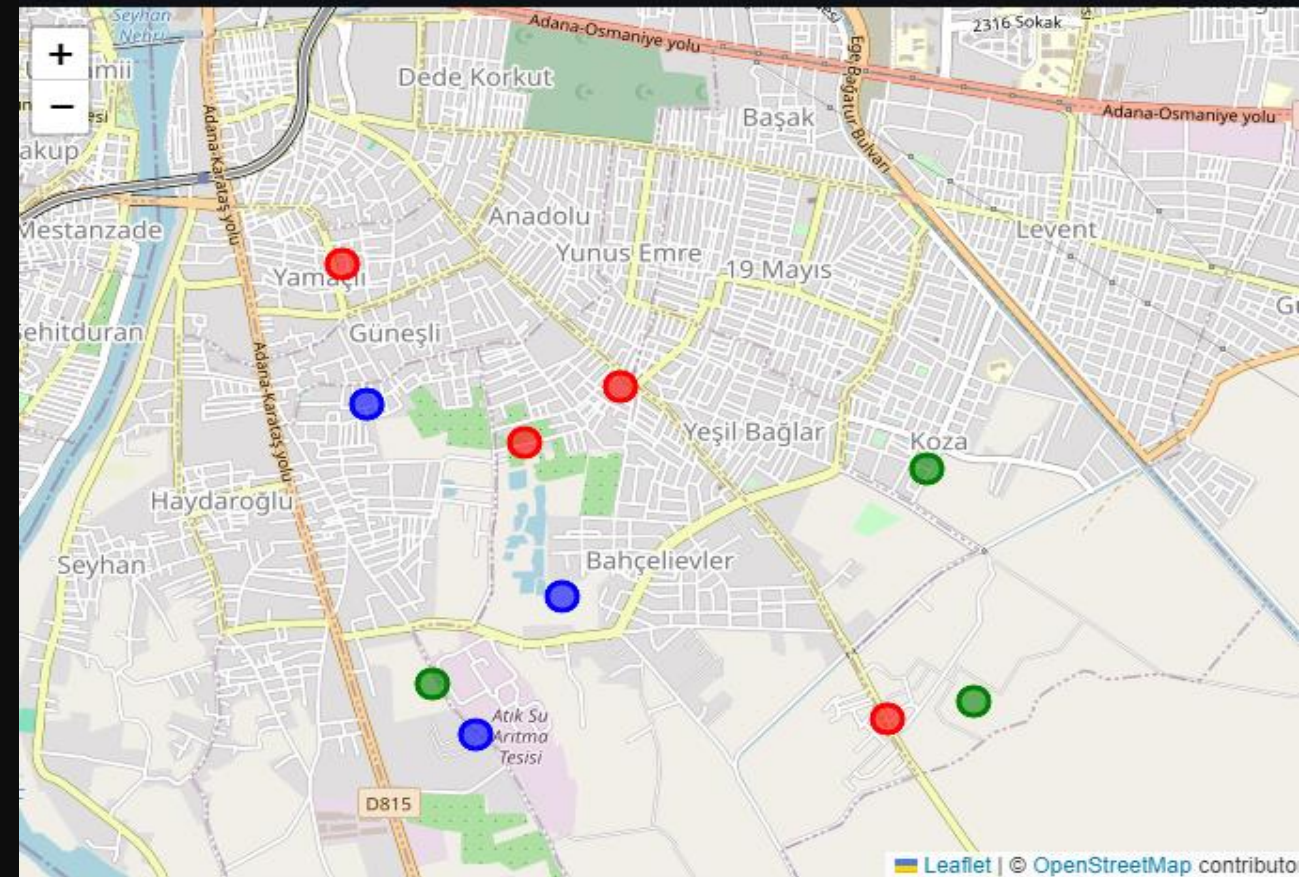 Seyhan
Nehri
2316 Sokak
Adana-Osmaniye yolu
+
−
Dede Korkut
Ege Bağatur Bulvarı
Başak
Adana-Osmaniye yolu
akup
Adana-Karataş yolu
Mestanzade
Anadolu
Levent
Yunus Emre
19 Mayıs
Yamaçlı
Güneşli
Adana-Karataş yolu
Yeşil Bağlar
Koza
Haydaroğlu
Seyhan
Bahçelievler
Atık Su
Arıtma
Tesisi
D815
Leaflet | © OpenStreetMap contributo